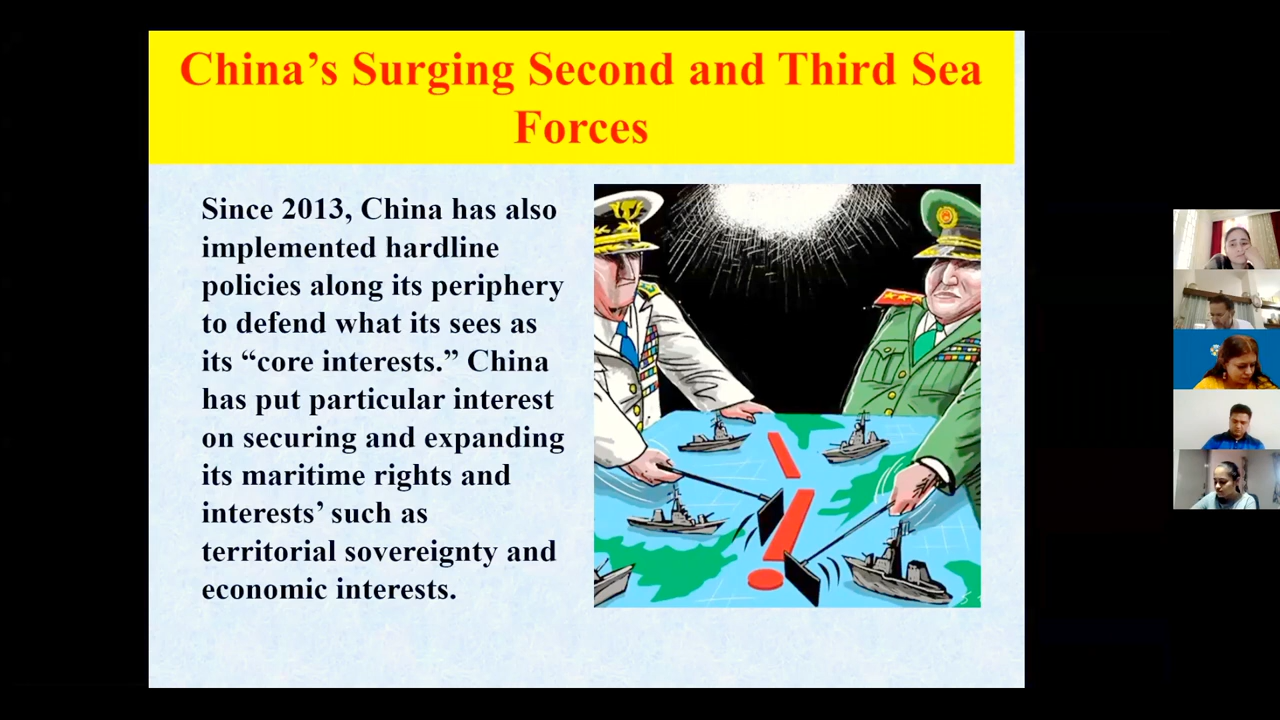 China’s Surging Second and Third Sea
Forces
Since 2013, China has also
implemented hardline
policies along its periphery
to defend what its sees as
its “core interests.” China
has put particular interest
on securing and expanding
its maritime rights and
interests’ such as
territorial sovereignty and
economic interests.